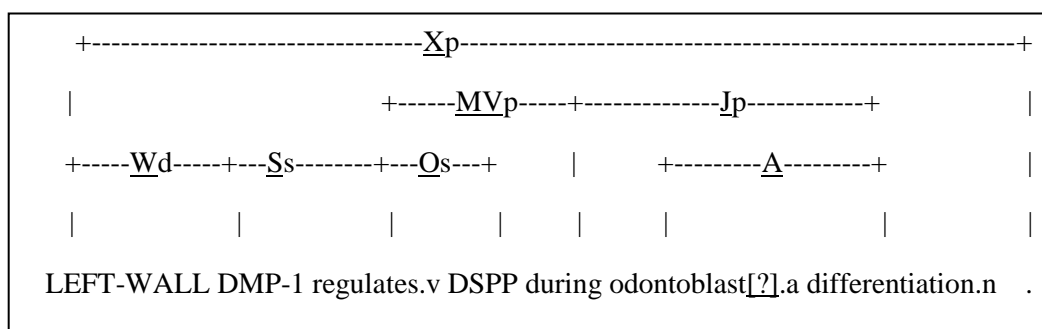 +-----------------------------------Xp-----------------------------------------------------------+
| +------MVp-----+---------------Jp------------+ |
+-----Wd-----+---Ss--------+---Os---+ | +---------A---------+ |
| | | | | | | |
LEFT-WALL DMP-1 regulates.v DSPP during odontoblast[?].a differentiation.n .